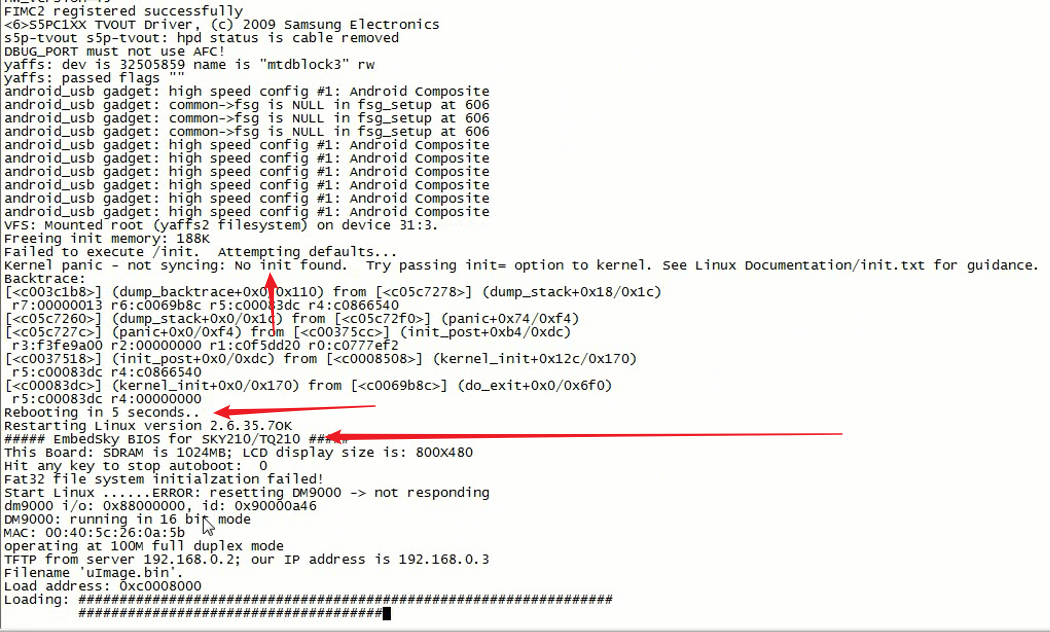 FIMC2 registered successfully
<6>S5PC1XX TVOUT Driver, (c) 2009 Samsung Electronics
s5p-tvout s5p-tvout: hpd status is cable removed
DBUG_PORT must not use AFC!
yaffs: dev is 32505859 name is "mtdblock3" rw
yaffs: passed flags ""
android_usb gadget: high speed config #1: Android Composite
android_usb gadget: common->fsg is NULL in fsg_setup at 606
android_usb gadget: common->fsg is NULL in fsg_setup at 606
android_usb gadget: common->fsg is NULL in fsg_setup at 606
android_usb gadget: high speed config #1: Android Composite
android_usb gadget: high speed config #1: Android Composite
android_usb gadget: high speed config #1: Android Composite
android_usb gadget: high speed config #1: Android Composite
android_usb gadget: high speed config #1: Android Composite
android_usb gadget: high speed config #1: Android Composite
VFS: Mounted root (yaffs2 filesystem) on device 31:3.
Freeing init memory: 188K
Failed to execute /init.  Attempting defaults...
Kernel panic - not syncing: No init found.  Try passing init= option to kernel. See Linux Documentation/init.txt for guidance.
Backtrace:
[<c003c1b8>] (dump_backtrace+0x0/0x110) from [<c05c7278>] (dump_stack+0x18/0x1c)
 r7:00000013 r6:c0069b8c r5:c00083dc r4:c0866540
[<c05c7260>] (dump_stack+0x0/0x1c) from [<c05c72f0>] (panic+0x74/0xf4)
[<c05c727c>] (panic+0x0/0xf4) from [<c00375cc>] (init_post+0xb4/0xdc)
 r3:f3fe9a00 r2:00000000 r1:c0f5dd20 r0:c0777ef2
[<c0037518>] (init_post+0x0/0xdc) from [<c0008508>] (kernel_init+0x12c/0x170)
 r5:c00083dc r4:c0866540
[<c00083dc>] (kernel_init+0x0/0x170) from [<c0069b8c>] (do_exit+0x0/0x6f0)
 r5:c00083dc r4:00000000
Rebooting in 5 seconds..
Restarting Linux version 2.6.35.7OK
##### EmbedSky BIOS for SKY210/TQ210 #####
This Board: SDRAM is 1024MB; LCD display size is: 800X480
Hit any key to stop autoboot:  0
Fat32 file system initialzation failed!
Start Linux ......ERROR: resetting DM9000 -> not responding
dm9000 i/o: 0x88000000, id: 0x90000a46
DM9000: running in 16 bit mode
MAC: 00:40:5c:26:0a:5b
operating at 100M full duplex mode
TFTP from server 192.168.0.2; our IP address is 192.168.0.3
Filename 'uImage.bin'.
Load address: 0xc0008000
Loading: #################################################################
         #####################################